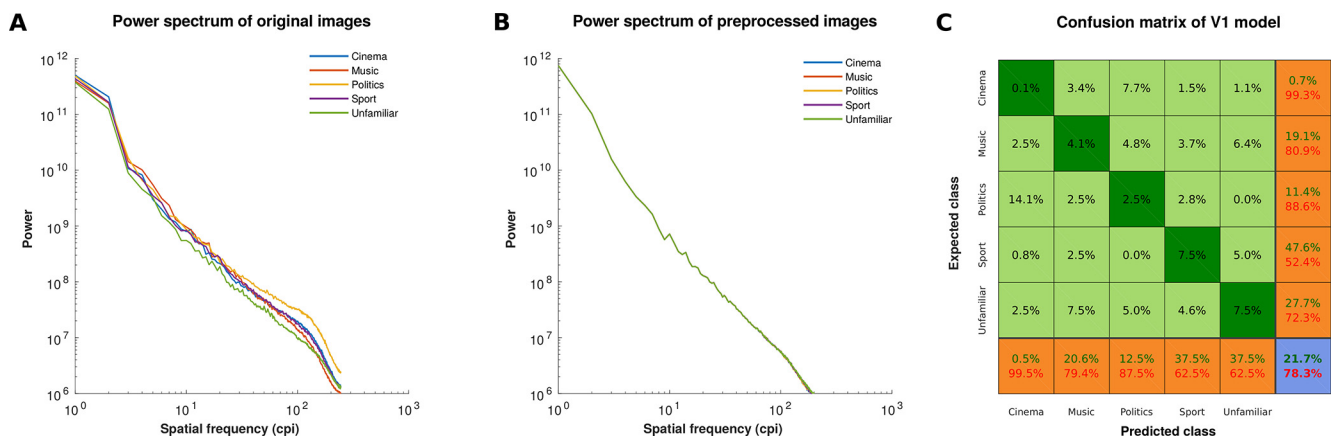 A
Power spectrum of original images
10^12
10^11
10^10
10^9
10^8
10^7
10^6
Power
Cinema
Music
Politics
Sport
Unfamiliar
10^0
10^1
10^2
10^3
Spatial frequency (cpi)
B
Power spectrum of preprocessed images
10^12
10^11
10^10
10^9
10^8
10^7
10^6
Power
Cinema
Music
Politics
Sport
Unfamiliar
10^0
10^1
10^2
10^3
Spatial frequency (cpi)
C
Confusion matrix of V1 model
Expected class
Cinema
0.1% 3.4% 7.7% 1.5% 1.1% 0.7%
99.3%
Music
2.5% 4.1% 4.8% 3.7% 6.4% 19.1%
80.9%
Politics
14.1% 2.5% 2.5% 2.8% 0.0% 11.4%
88.6%
Sport
0.8% 2.5% 0.0% 7.5% 5.0% 47.6%
52.4%
Unfamiliar
2.5% 7.5% 5.0% 4.6% 7.5% 27.7%
72.3%
0.5% 20.6% 12.5% 37.5% 37.5% 21.7%
99.5% 79.4% 87.5% 62.5% 62.5% 78.3%
Cinema Music Politics Sport Unfamiliar
Predicted class